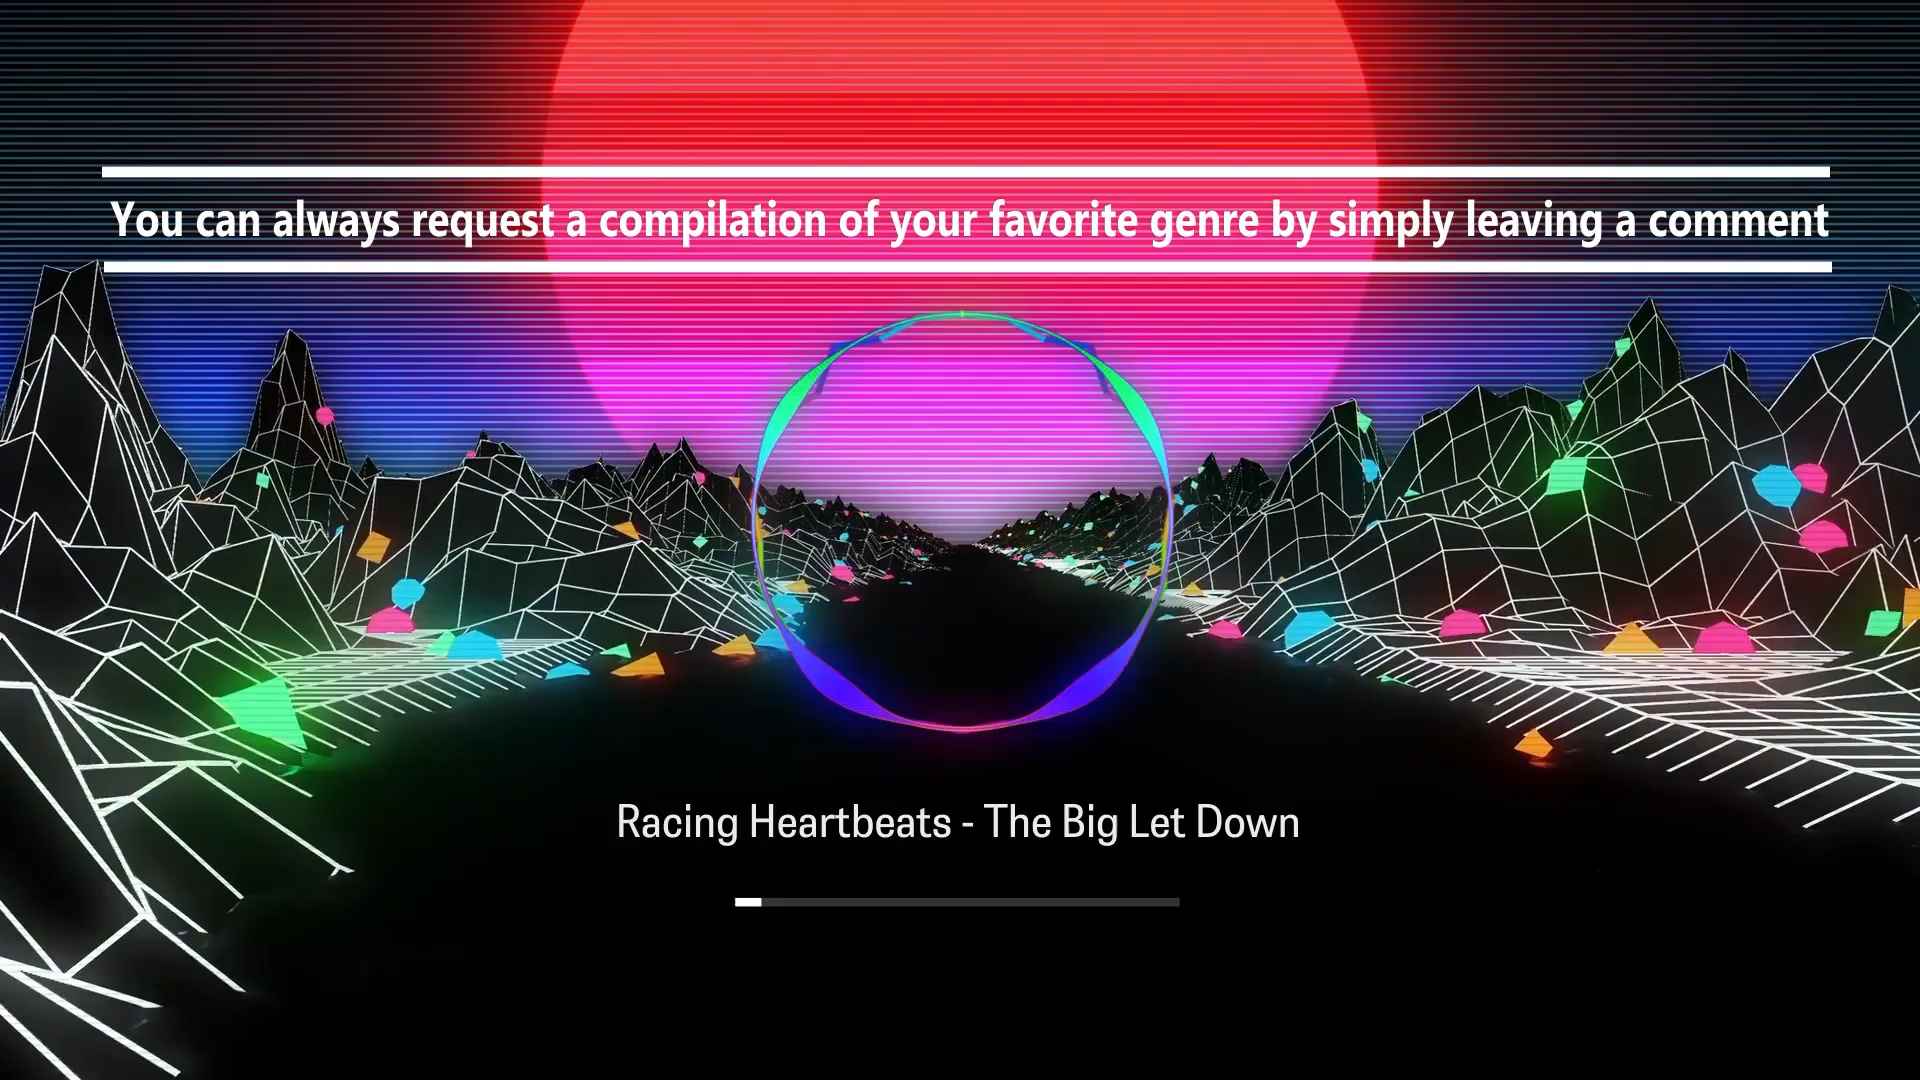 You can always request a compilation of your favorite genre by simply leaving a comment
Racing Heartbeats - The Big Let Down